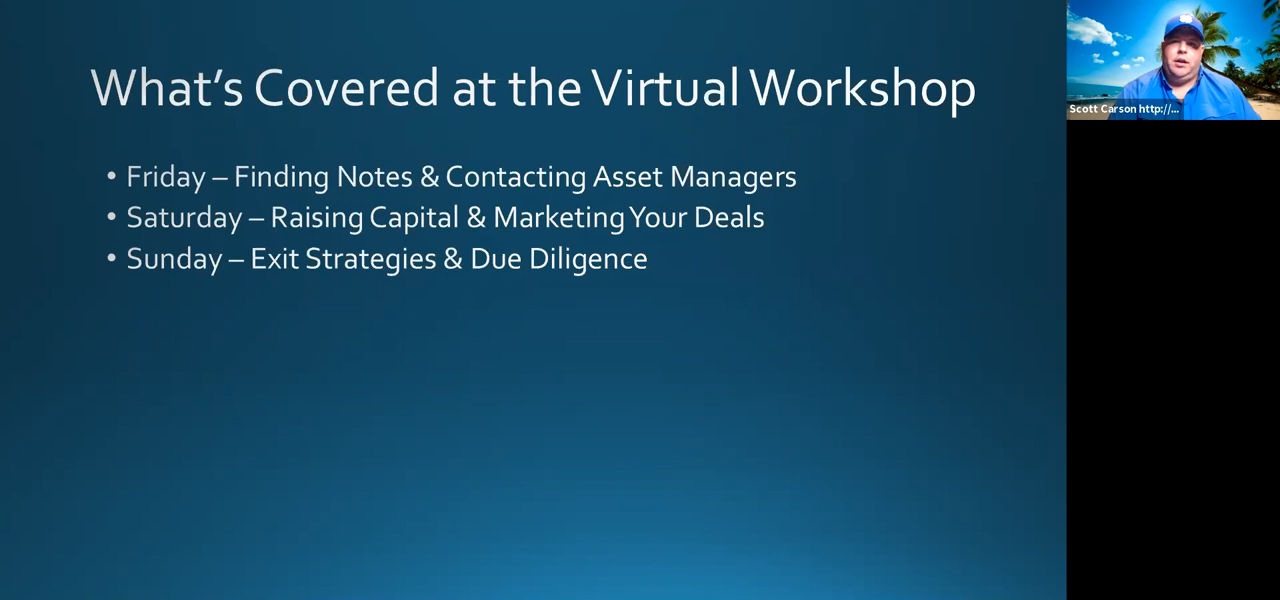 What's Covered at the Virtual Workshop
• Friday – Finding Notes & Contacting Asset Managers
• Saturday – Raising Capital & Marketing Your Deals
• Sunday – Exit Strategies & Due Diligence
Scott Carson http://...